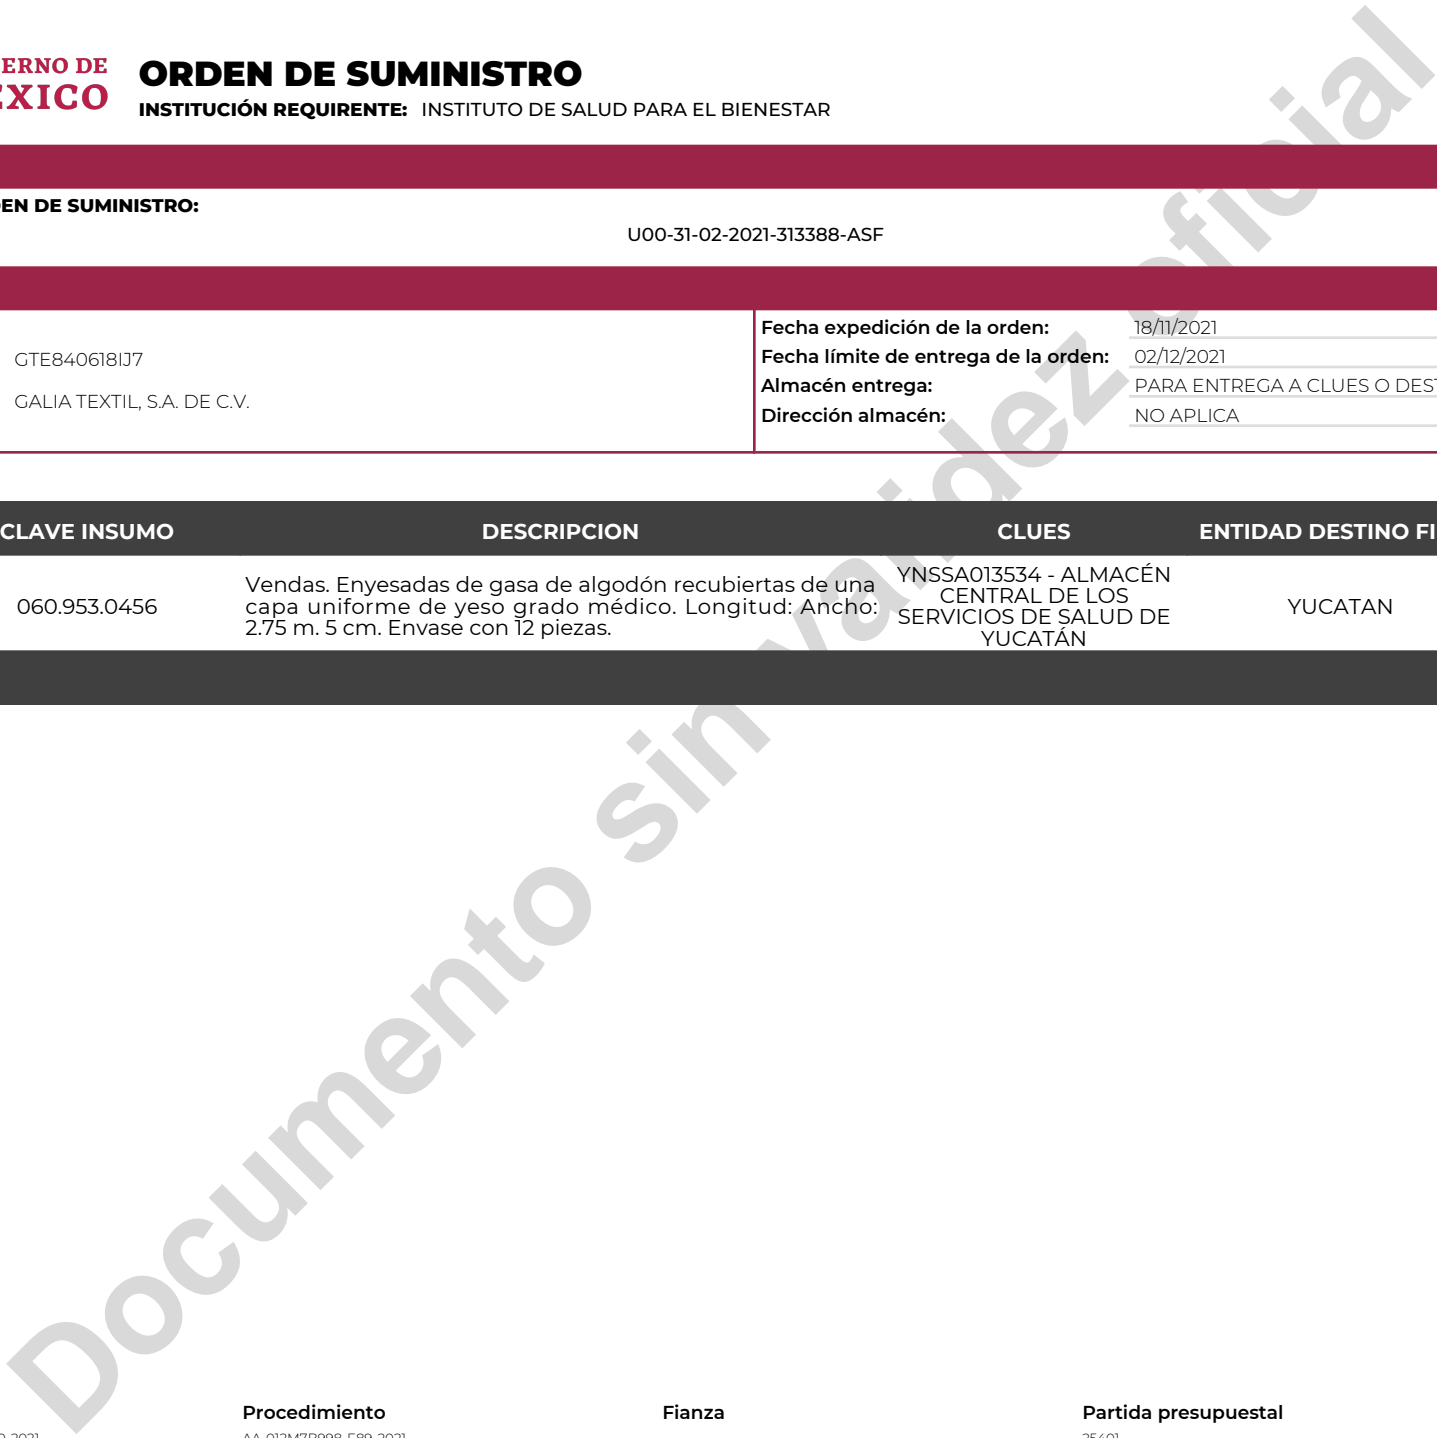 ERNO DE
ÉXICO
ORDEN DE SUMINISTRO
INSTITUCIÓN REQUIRENTE: INSTITUTO DE SALUD PARA EL BIENESTAR
EN DE SUMINISTRO:
U00-31-02-2021-313388-ASF
GTE840618IJ7
GALIA TEXTIL, S.A. DE C.V.
Fecha expedición de la orden: 18/11/2021
Fecha límite de entrega de la orden: 02/12/2021
Almacén entrega: PARA ENTREGA A CLUES O DEST
Dirección almacén: NO APLICA
CLAVE INSUMO DESCRIPCION CLUES ENTIDAD DESTINO FI
060.953.0456
Vendas. Enyesadas de gasa de algodón recubiertas de una
capa uniforme de yeso grado médico. Longitud: Ancho:
2.75 m. 5 cm. Envase con 12 piezas.
YNSSA013534 - ALMACÉN
CENTRAL DE LOS
SERVICIOS DE SALUD DE
YUCATÁN
YUCATAN
Documento sin validez oficial
Procedimiento Fianza Partida presupuestal